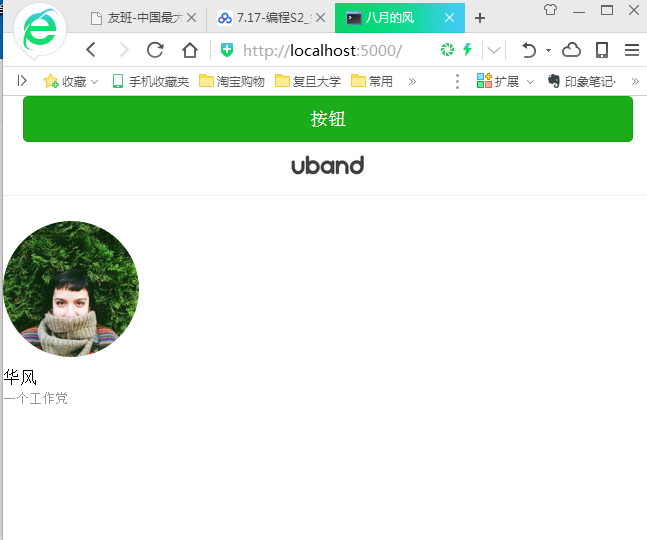 友班-中国最大
7.17-编程S2_
八月的风
http://localhost:5000/
收藏
手机收藏夹
淘宝购物
复旦大学
常用
»
扩展
印象笔记·
»
按钮
uband
华风
一个工作党